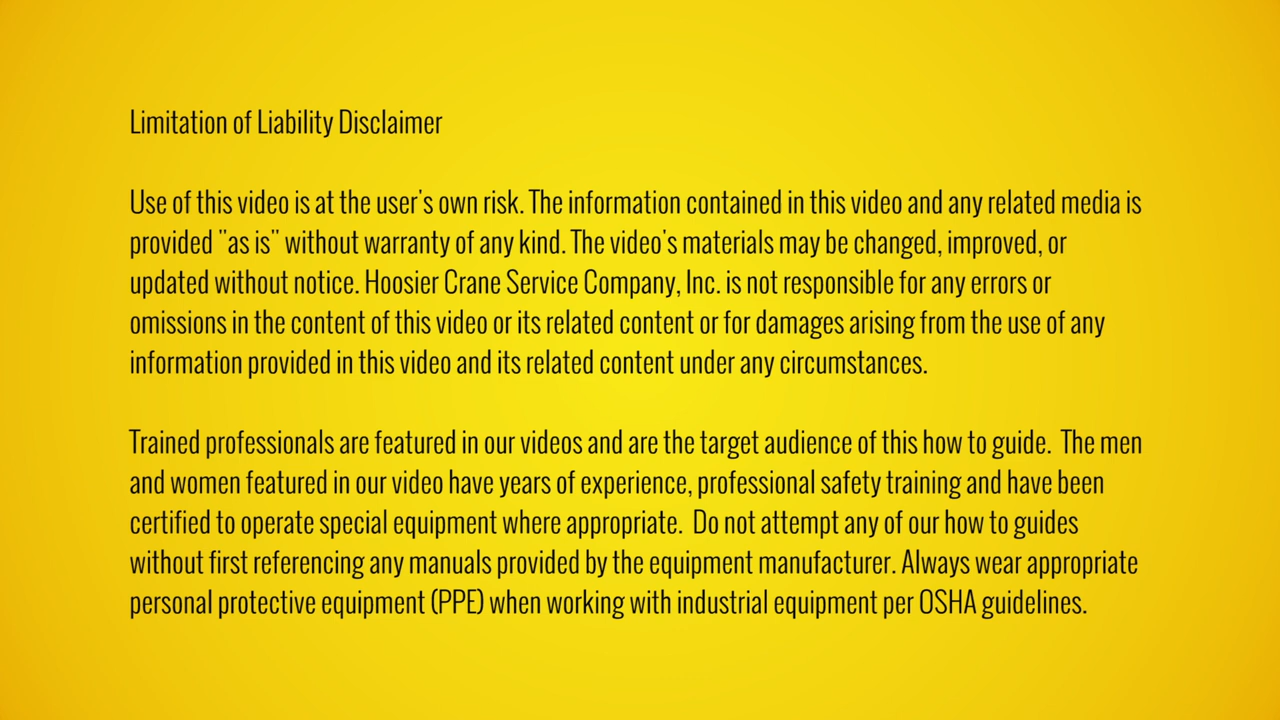 Limitation of Liability Disclaimer
Use of this video is at the user's own risk. The information contained in this video and any related media is
provided "as is" without warranty of any kind. The video's materials may be changed, improved, or
updated without notice. Hoosier Crane Service Company, Inc. is not responsible for any errors or
omissions in the content of this video or its related content or for damages arising from the use of any
information provided in this video and its related content under any circumstances.
Trained professionals are featured in our videos and are the target audience of this how to guide.  The men
and women featured in our video have years of experience, professional safety training and have been
certified to operate special equipment where appropriate.  Do not attempt any of our how to guides
without first referencing any manuals provided by the equipment manufacturer. Always wear appropriate
personal protective equipment (PPE) when working with industrial equipment per OSHA guidelines.